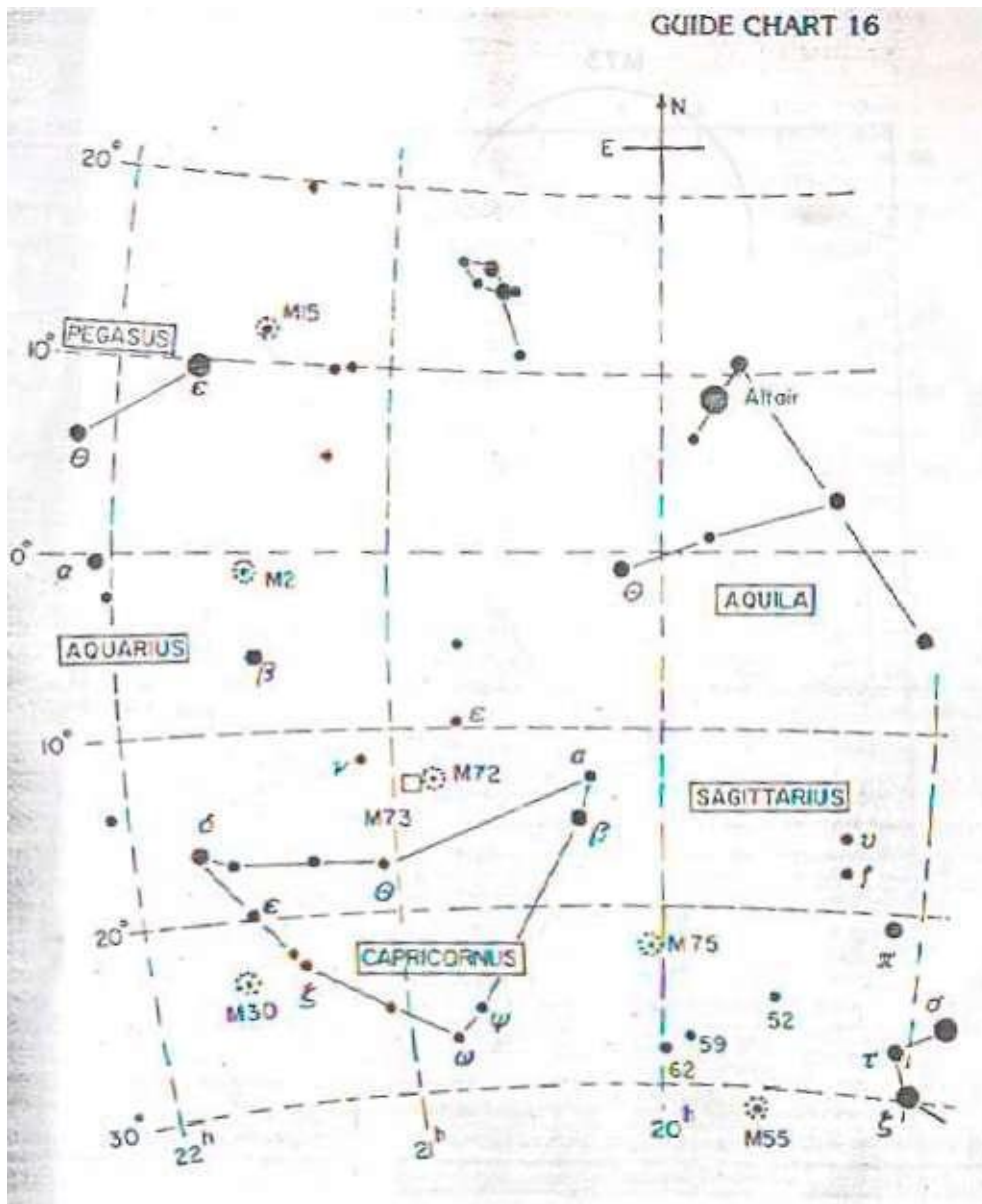 GUIDE CHART 16
N
E
20°
M15
PEGASUS
10°
ε
Altair
θ
0°
α
M2
θ
AQUILA
AQUARIUS
β
ε
10°
ν
M72
α
SAGITTARIUS
M73
δ
β
υ
ρ
θ
ε
20°
CAPRICORNUS
M75
π
M30
ζ
ψ
52
σ
ω
59
τ
62
30°
22h
21h
20h
M55
ζ